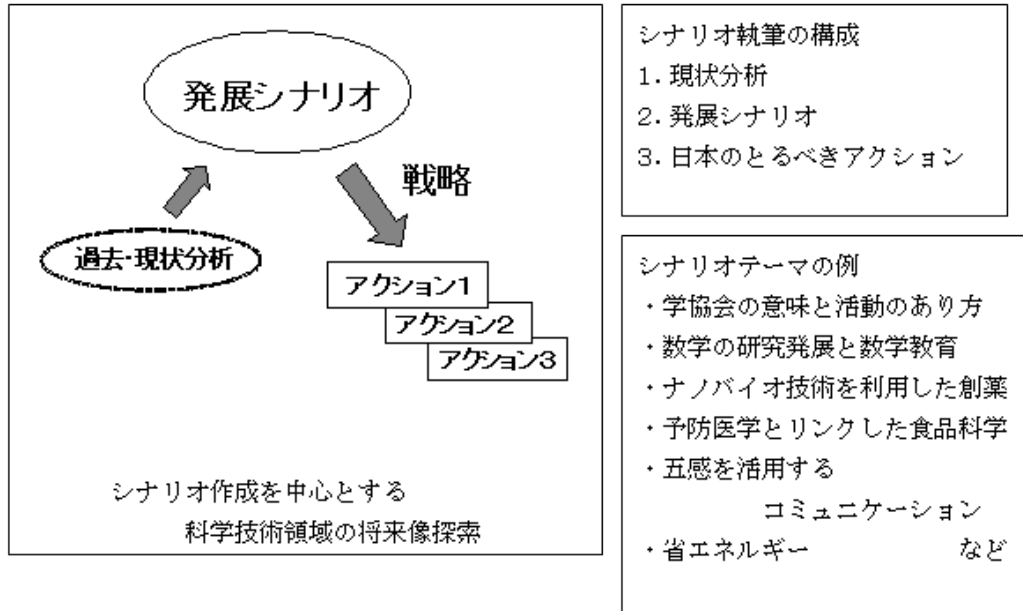 発展シナリオ
戦略
過去・現状分析
アクション1
アクション2
アクション3
シナリオ作成を中心とする
科学技術領域の将来像探索
シナリオ執筆の構成
1.現状分析
2.発展シナリオ
3.日本のとるべきアクション
シナリオテーマの例
・学協会の意味と活動のあり方
・数学の研究発展と数学教育
・ナノバイオ技術を利用した創薬
・予防医学とリンクした食品科学
・五感を活用する
コミュニケーション
・省エネルギー など